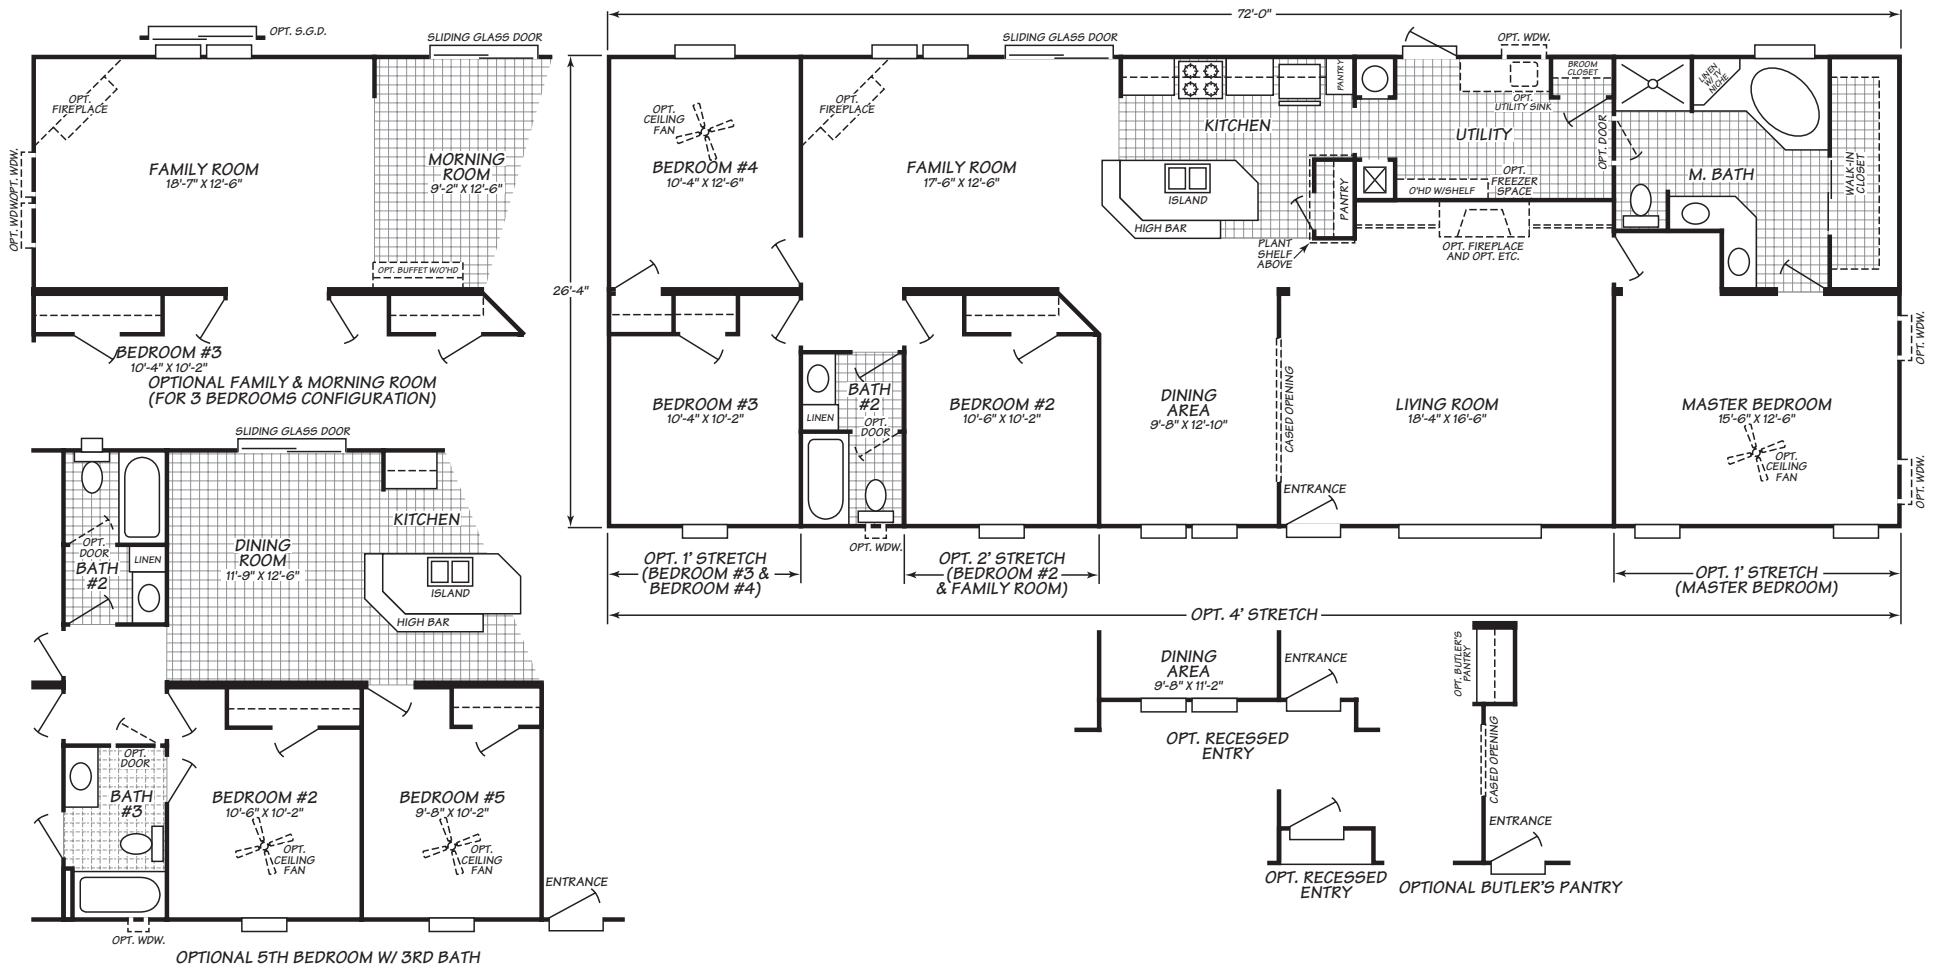 OPT. S.G.D.
SLIDING GLASS DOOR
OPT.
FIREPLACE
FAMILY ROOM
18'-7" X 12'-6"
MORNING
ROOM
9'-2" X 12'-6"
OPT. WDW.
OPT. WDW.
OPT. BUFFET W/O'HD
BEDROOM #3
10'-4" X 10'-2"
OPTIONAL FAMILY & MORNING ROOM
(FOR 3 BEDROOMS CONFIGURATION)
72'-0"
26'-4"
SLIDING GLASS DOOR
OPT. WDW.
OPT.
CEILING
FAN
BEDROOM #4
10'-4" X 12'-6"
OPT.
FIREPLACE
FAMILY ROOM
17'-6" X 12'-6"
KITCHEN
PANTRY
ISLAND
HIGH BAR
PANTRY
PLANT
SHELF
ABOVE
BROOM
CLOSET
OPT.
UTILITY SINK
UTILITY
OPT. DOOR
O'HD W/SHELF
OPT.
FREEZER
SPACE
OPT. FIREPLACE
AND OPT. ETC.
LINEN
W/ TV
NICHE
M. BATH
WALK-IN
CLOSET
BEDROOM #3
10'-4" X 10'-2"
BATH
#2
LINEN
OPT.
DOOR
OPT. WDW.
BEDROOM #2
10'-6" X 10'-2"
DINING
AREA
9'-8" X 12'-10"
CASED OPENING
LIVING ROOM
18'-4" X 16'-6"
ENTRANCE
MASTER BEDROOM
15'-6" X 12'-6"
OPT.
CEILING
FAN
OPT. WDW.
OPT. WDW.
OPT. 1' STRETCH
(BEDROOM #3 &
BEDROOM #4)
OPT. 2' STRETCH
(BEDROOM #2
& FAMILY ROOM)
OPT. 1' STRETCH
(MASTER BEDROOM)
OPT. 4' STRETCH
SLIDING GLASS DOOR
OPT.
DOOR
BATH
#2
LINEN
DINING
ROOM
11'-9" X 12'-6"
KITCHEN
ISLAND
HIGH BAR
OPT.
DOOR
BATH
#3
BEDROOM #2
10'-6" X 10'-2"
OPT.
CEILING
FAN
BEDROOM #5
9'-8" X 10'-2"
OPT.
CEILING
FAN
ENTRANCE
OPT. WDW.
OPTIONAL 5TH BEDROOM W/ 3RD BATH
DINING
AREA
9'-8" X 11'-2"
ENTRANCE
OPT. RECESSED
ENTRY
OPT. RECESSED
ENTRY
OPT. BUTLER'S
PANTRY
CASED OPENING
ENTRANCE
OPTIONAL BUTLER'S PANTRY